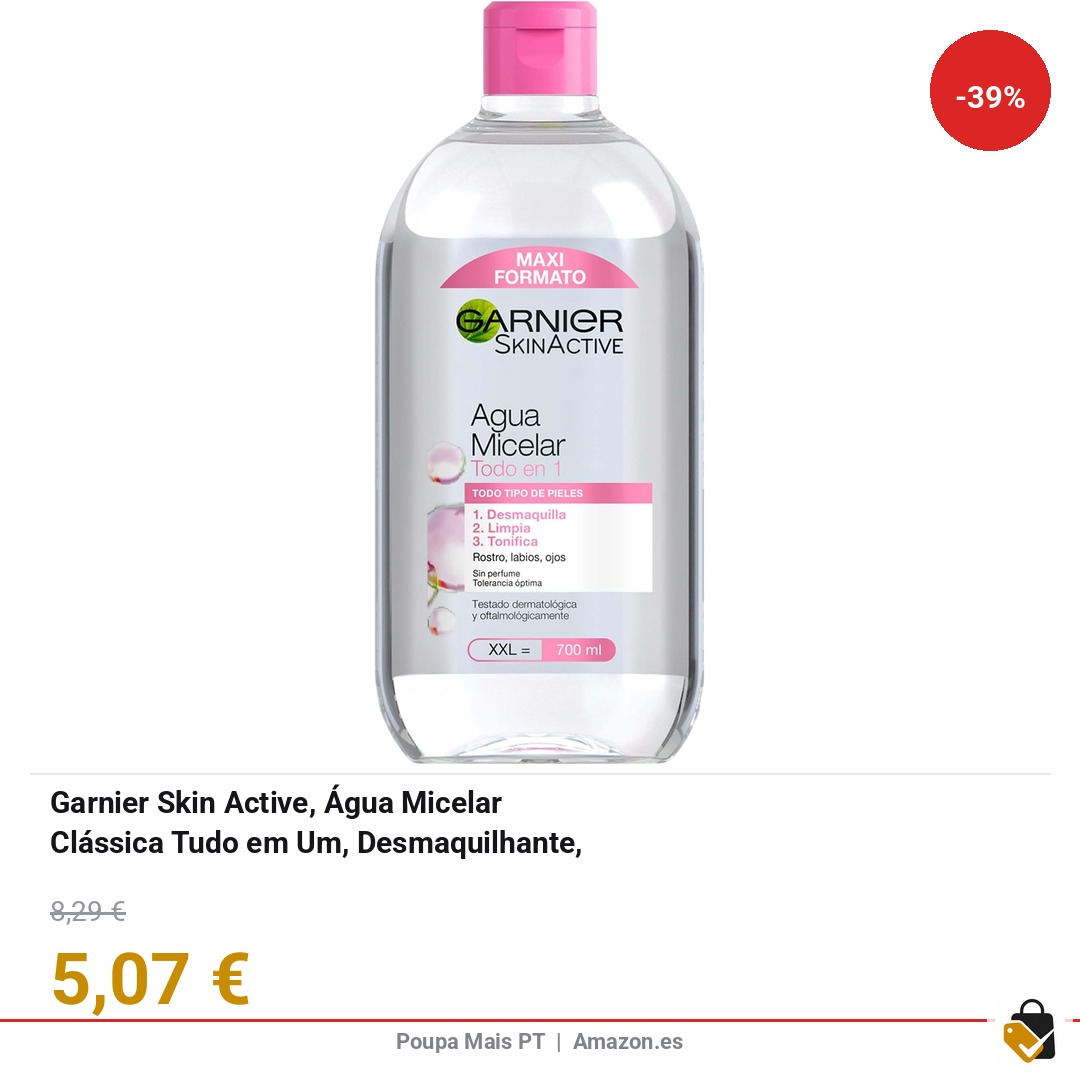 -39%
MAXI
FORMATO
GARNIER
SKINACTIVE
Agua
Micelar
Todo en 1
TODO TIPO DE PIELES
1. Desmaquilla
2. Limpia
3. Tonifica
Rostro, labios, ojos
Sin perfume
Tolerancia óptima
Testado dermatológica
y oftalmológicamente
XXL = 700 ml
Garnier Skin Active, Água Micelar
Clássica Tudo em Um, Desmaquilhante,
8,29 €
5,07 €
Poupa Mais PT | Amazon.es